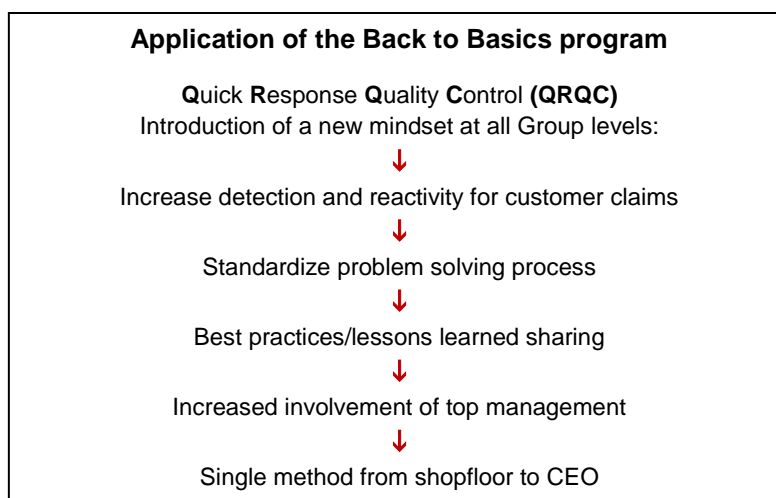 Application of the Back to Basics program
Quick Response Quality Control (QRQC)
Introduction of a new mindset at all Group levels:
Increase detection and reactivity for customer claims
Standardize problem solving process
Best practices/lessons learned sharing
Increased involvement of top management
Single method from shopfloor to CEO